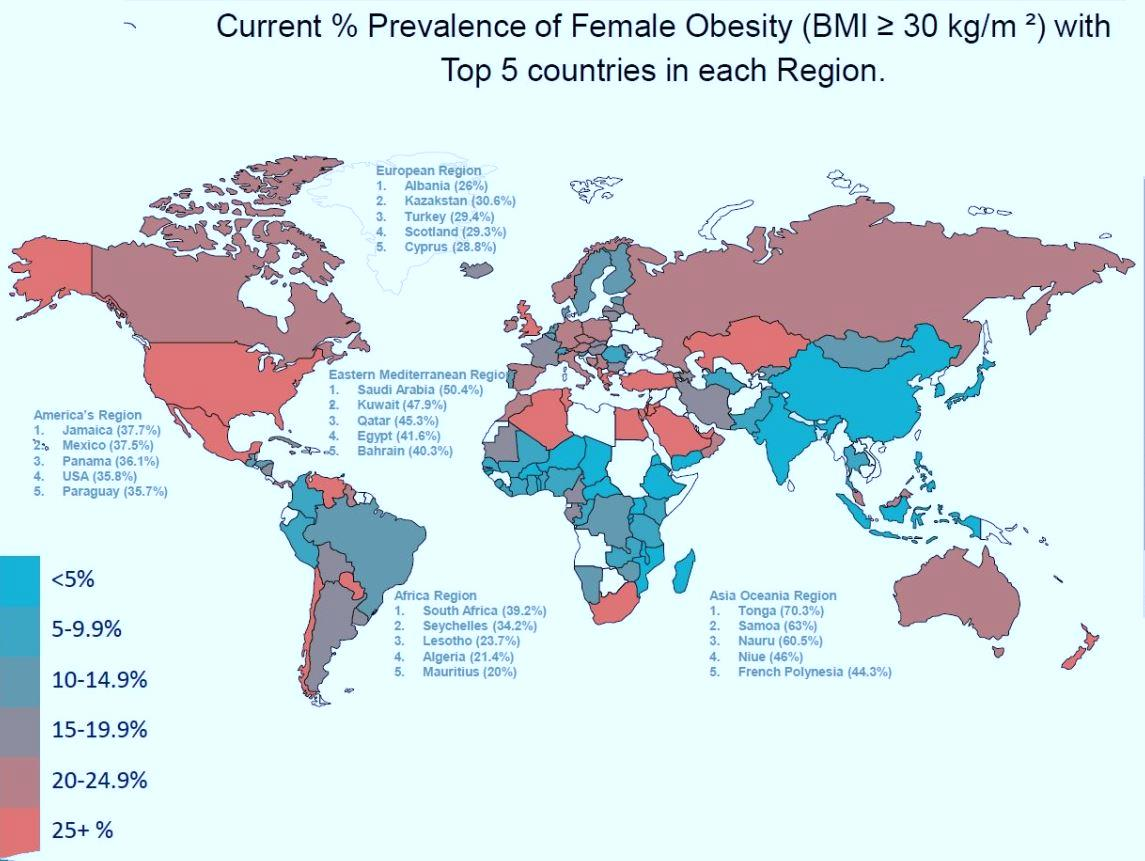 Current % Prevalence of Female Obesity (BMI ≥ 30 kg/m ²) with
Top 5 countries in each Region.
European Region
1. Albania (26%)
2. Kazakstan (30.6%)
3. Turkey (29.4%)
4. Scotland (29.3%)
5. Cyprus (28.8%)
Eastern Mediterranean Region
1. Saudi Arabia (50.4%)
2. Kuwait (47.9%)
3. Qatar (45.3%)
4. Egypt (41.6%)
5. Bahrain (40.3%)
America's Region
1. Jamaica (37.7%)
2. Mexico (37.5%)
3. Panama (36.1%)
4. USA (35.8%)
5. Paraguay (35.7%)
Africa Region
1. South Africa (39.2%)
2. Seychelles (34.2%)
3. Lesotho (23.7%)
4. Algeria (21.4%)
5. Mauritius (20%)
Asia Oceania Region
1. Tonga (70.3%)
2. Samoa (63%)
3. Nauru (60.5%)
4. Niue (46%)
5. French Polynesia (44.3%)
<5%
5-9.9%
10-14.9%
15-19.9%
20-24.9%
25+ %